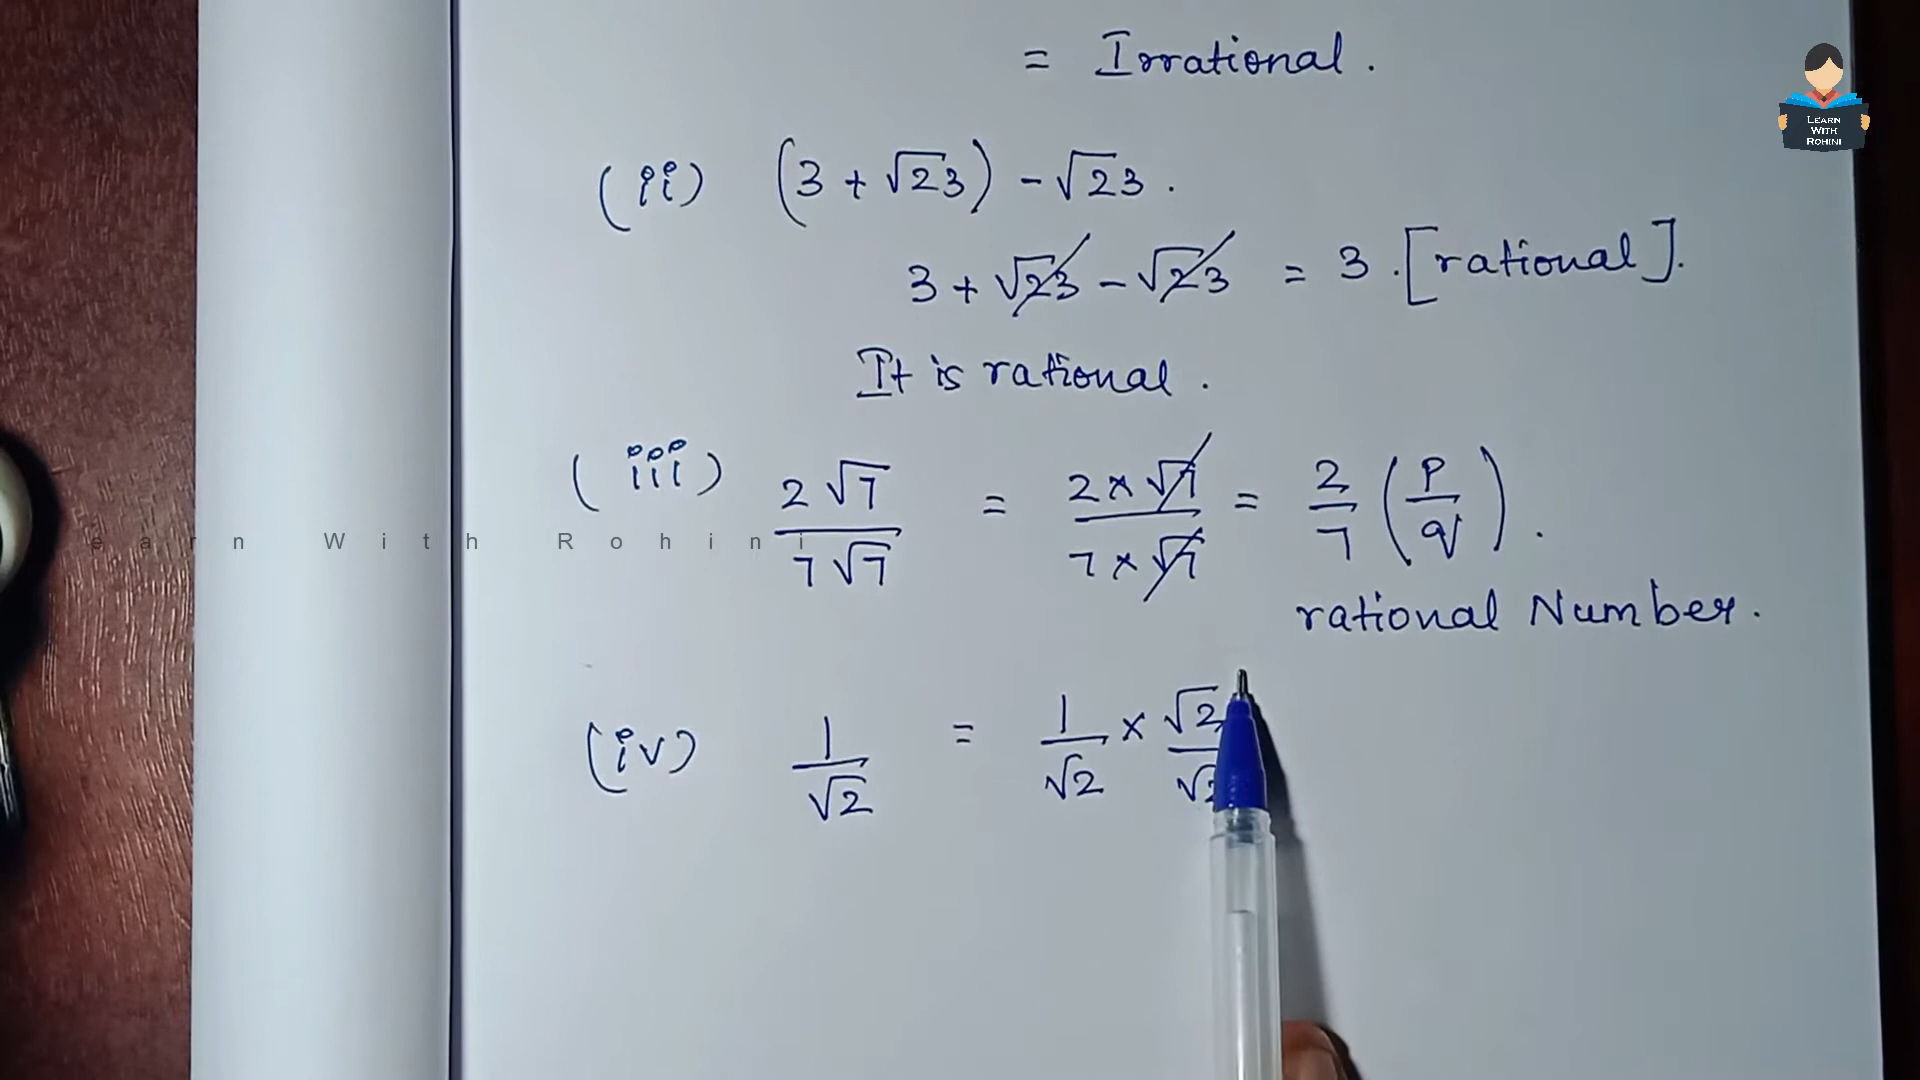 = Irrational.
LEARN
WITH
ROHINI
(ii) (3 + √23) - √23.
3 + √23 - √23 = 3. [rational].
It is rational.
(iii) 2√7 / 7√7 = 2 × √7 / 7 × √7 = 2/7 (p/q).
earn With Rohini
rational Number.
(iv) 1/√2 = 1/√2 × √2/√2